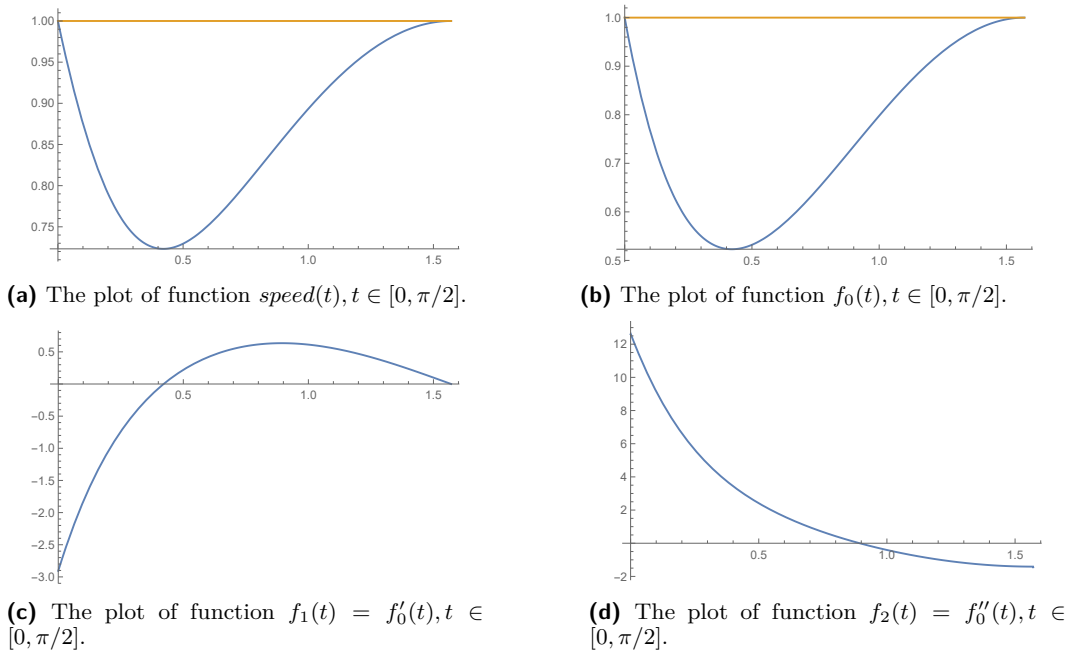 1.00
0.95
0.90
0.85
0.80
0.75
0.5 1.0 1.5
(a) The plot of function speed(t), t ∈ [0, π/2].
1.0
0.9
0.8
0.7
0.6
0.5
0.5 1.0 1.5
(b) The plot of function f₀(t), t ∈ [0, π/2].
0.5
0.5 1.0 1.5
−0.5
−1.0
−1.5
−2.0
−2.5
−3.0
(c) The plot of function f₁(t) = f₀′(t), t ∈
[0, π/2].
12
10
8
6
4
2
0.5 1.0 1.5
−2
(d) The plot of function f₂(t) = f₀′′(t), t ∈
[0, π/2].